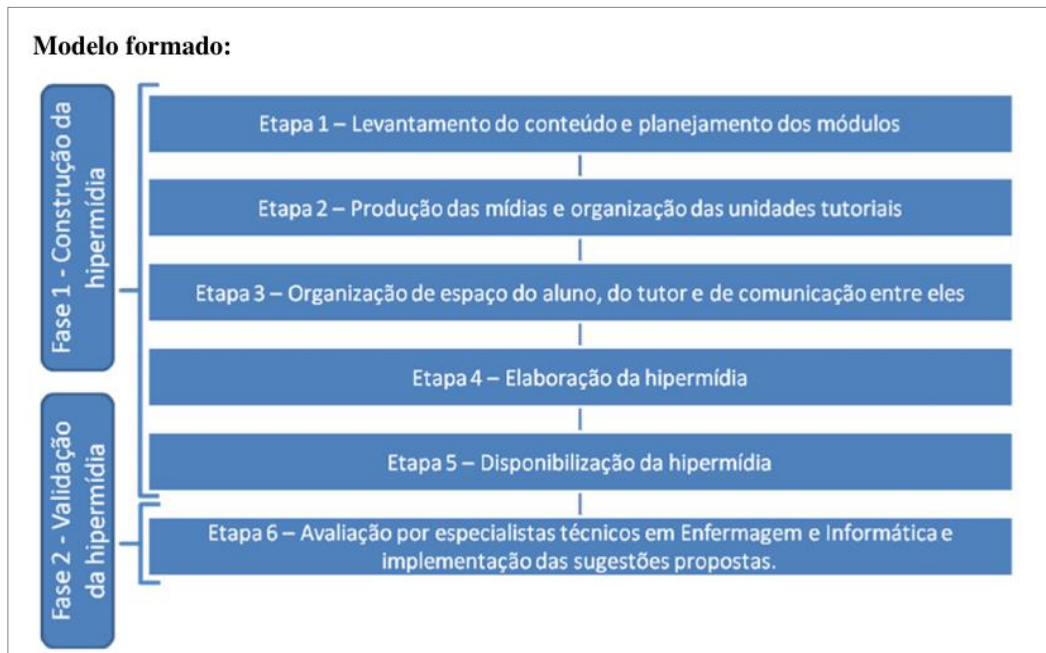 Modelo formado:
Fase 1 - Construção da
hipermídia
Etapa 1 – Levantamento do conteúdo e planejamento dos módulos
Etapa 2 – Produção das mídias e organização das unidades tutoriais
Etapa 3 – Organização de espaço do aluno, do tutor e de comunicação entre eles
Etapa 4 – Elaboração da hipermídia
Etapa 5 – Disponibilização da hipermídia
Fase 2 - Validação
da hipermídia
Etapa 6 – Avaliação por especialistas técnicos em Enfermagem e Informática e
implementação das sugestões propostas.